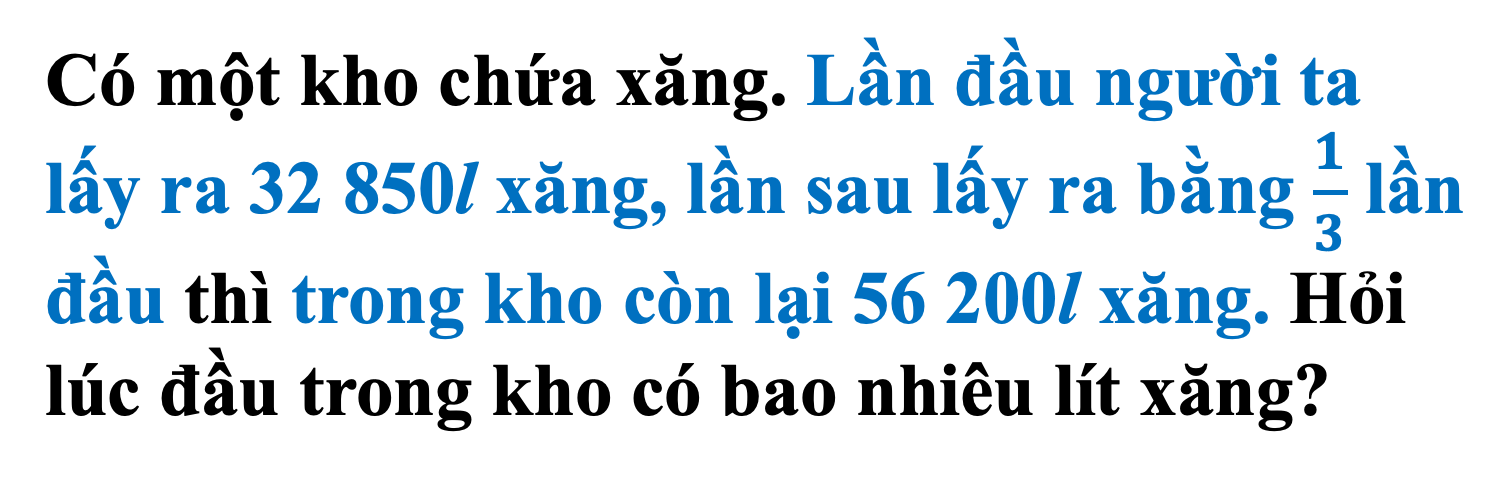 Có một kho chứa xăng. Lần đầu người ta
lấy ra 32 850l xăng, lần sau lấy ra bằng 1/3 lần
đầu thì trong kho còn lại 56 200l xăng. Hỏi
lúc đầu trong kho có bao nhiêu lít xăng?